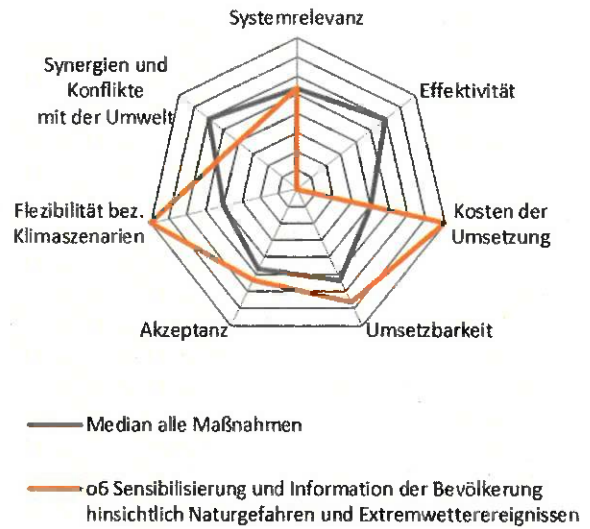 Systemrelevanz
Synergien und
Konflikte
mit der Umwelt
Effektivität
Flezibilität bez.
Klimaszenarien
Kosten der
Umsetzung
Akzeptanz
Umsetzbarkeit
Median alle Maßnahmen
o6 Sensibilisierung und Information der Bevölkerung
hinsichtlich Naturgefahren und Extremwetterereignissen